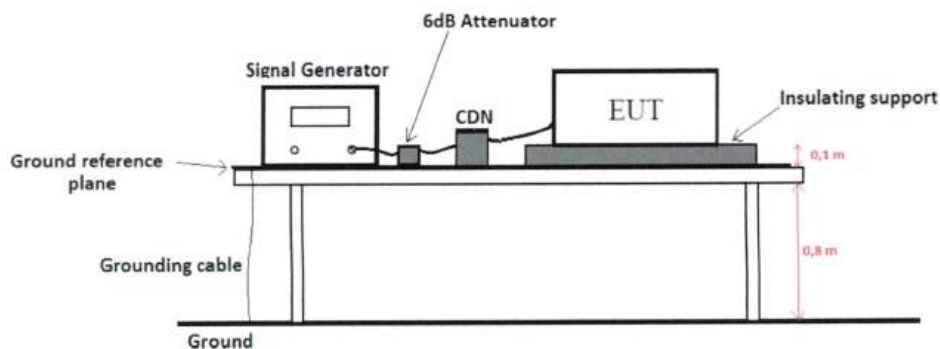 6dB Attenuator
Signal Generator
CDN
EUT
Insulating support
Ground reference
plane
0,1 m
Grounding cable
0,8 m
Ground